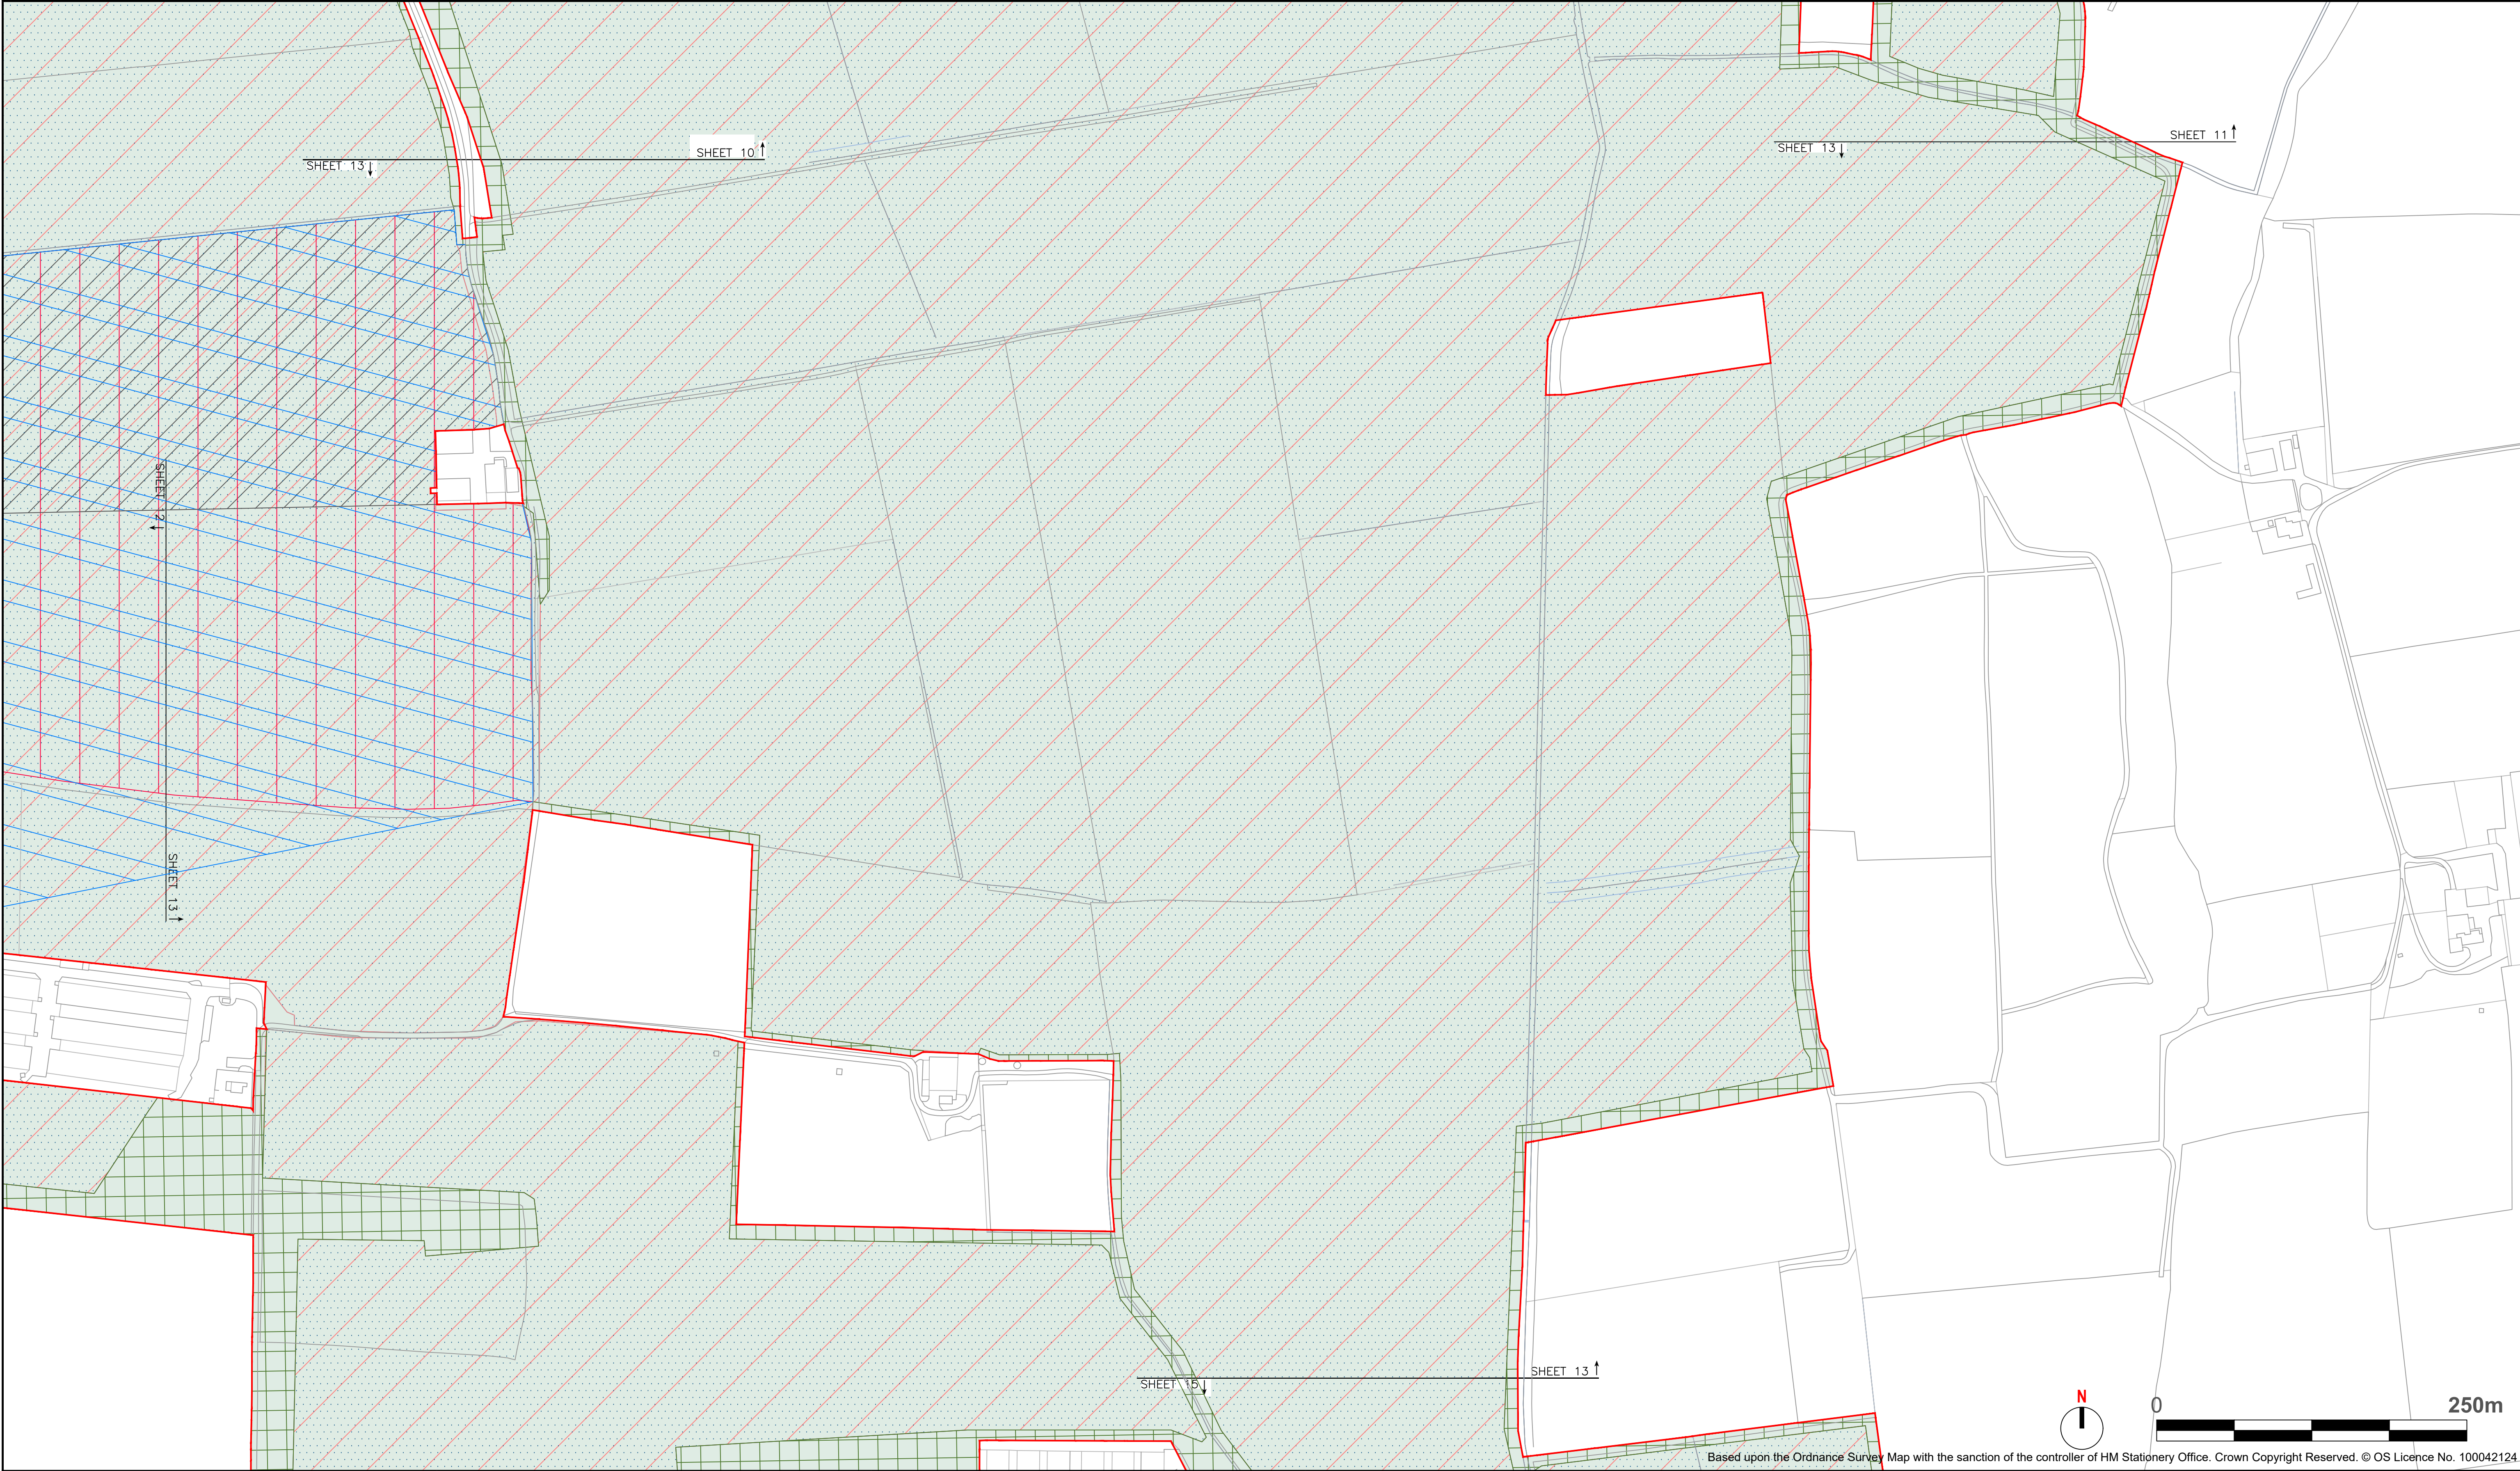 SHEET 11
SHEET 13
SHEET 10
SHEET 13
SHEET 12
SHEET 13
SHEET 13
SHEET 15
N
0 250m
Based upon the Ordnance Survey Map with the sanction of the controller of HM Stationery Office. Crown Copyright Reserved. © OS Licence No. 100042124